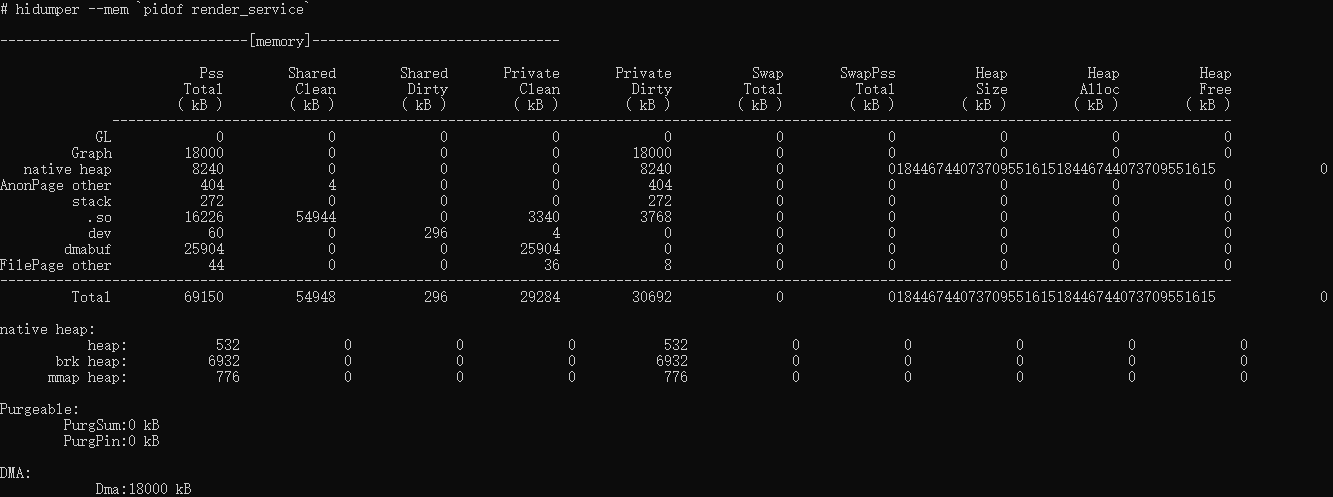 # hidumper --mem `pidof render_service`
-------------------------------[memory]-------------------------------
Pss Shared Shared Private Private Swap SwapPss Heap Heap Heap
Total Clean Dirty Clean Dirty Total Total Size Alloc Free
( kB ) ( kB ) ( kB ) ( kB ) ( kB ) ( kB ) ( kB ) ( kB ) ( kB ) ( kB )
--------------------------------------------------------------------------------------------------------------------------------------------
GL 0 0 0 0 0 0 0 0 0 0
Graph 18000 0 0 0 18000 0 0 0 0 0
native heap 8240 0 0 0 8240 0 01844674407370955161518446744073709551615 0
AnonPage other 404 4 0 0 404 0 0 0 0 0
stack 272 0 0 0 272 0 0 0 0 0
.so 16226 54944 0 3340 3768 0 0 0 0 0
dev 60 0 296 4 0 0 0 0 0 0
dmabuf 25904 0 0 25904 0 0 0 0 0 0
FilePage other 44 0 0 36 8 0 0 0 0 0
----------------------------------------------------------------------------------------------------------------------------------------------------------
Total 69150 54948 296 29284 30692 0 01844674407370955161518446744073709551615 0
native heap:
heap: 532 0 0 0 532 0 0 0 0 0
brk heap: 6932 0 0 0 6932 0 0 0 0 0
mmap heap: 776 0 0 0 776 0 0 0 0 0
Purgeable:
PurgSum:0 kB
PurgPin:0 kB
DMA:
Dma:18000 kB